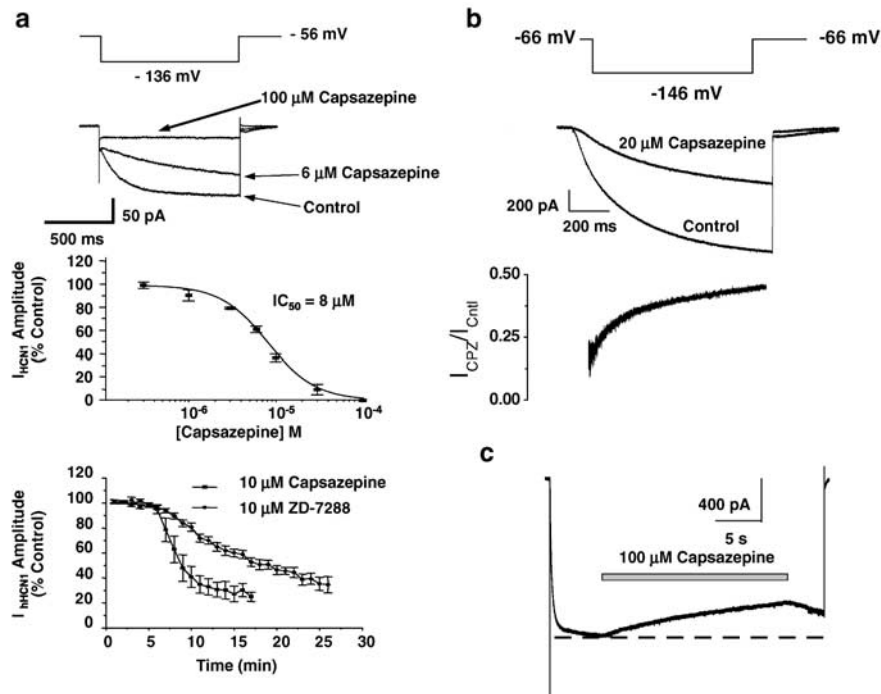 a
- 56 mV
- 136 mV
100 µM Capsazepine
6 µM Capsazepine
Control
50 pA
500 ms
120
100
80
60
40
20
0
I HCN1 Amplitude
(% Control)
IC50 = 8 µM
10-6
10-5
10-4
[Capsazepine] M
120
100
80
60
40
20
0
I hHCN1 Amplitude
(% Control)
10 µM Capsazepine
10 µM ZD-7288
0 5 10 15 20 25 30
Time (min)
b
-66 mV
-66 mV
-146 mV
20 µM Capsazepine
200 pA
200 ms
Control
0.50
0.25
0.00
ICPZ/ICntl
c
400 pA
5 s
100 µM Capsazepine